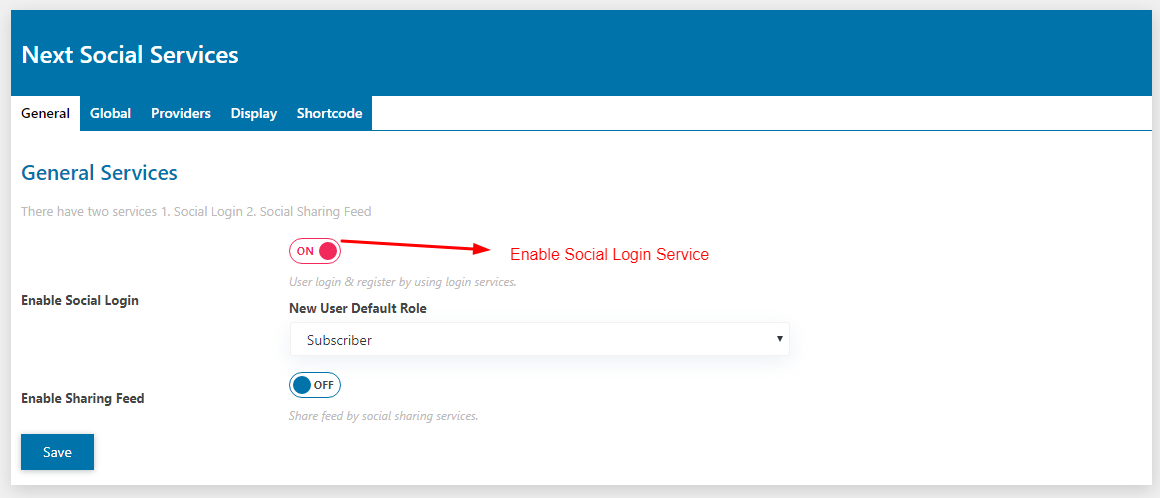 Next Social Services
General Global Providers Display Shortcode
General Services
There have two services 1. Social Login 2. Social Sharing Feed
ON
Enable Social Login Service
User login & register by using login services.
Enable Social Login
New User Default Role
Subscriber
OFF
Enable Sharing Feed
Share feed by social sharing services.
Save